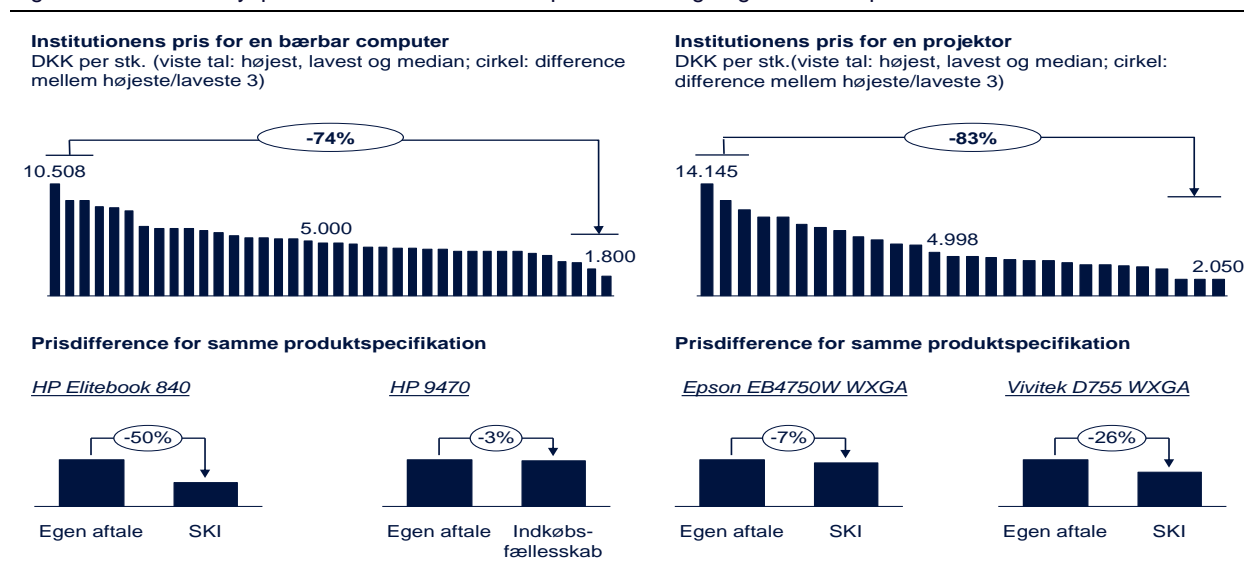 Institutionens pris for en bærbar computer
DKK per stk. (viste tal: højest, lavest og median; cirkel: difference
mellem højeste/laveste 3)
-74%
10.508
5.000
1.800
Institutionens pris for en projektor
DKK per stk.(viste tal: højest, lavest og median; cirkel:
difference mellem højeste/laveste 3)
-83%
14.145
4.998
2.050
Prisdifference for samme produktspecifikation
HP Elitebook 840
-50%
Egen aftale
SKI
HP 9470
-3%
Egen aftale
Indkøbs-
fællesskab
Prisdifference for samme produktspecifikation
Epson EB4750W WXGA
-7%
Egen aftale
SKI
Vivitek D755 WXGA
-26%
Egen aftale
SKI